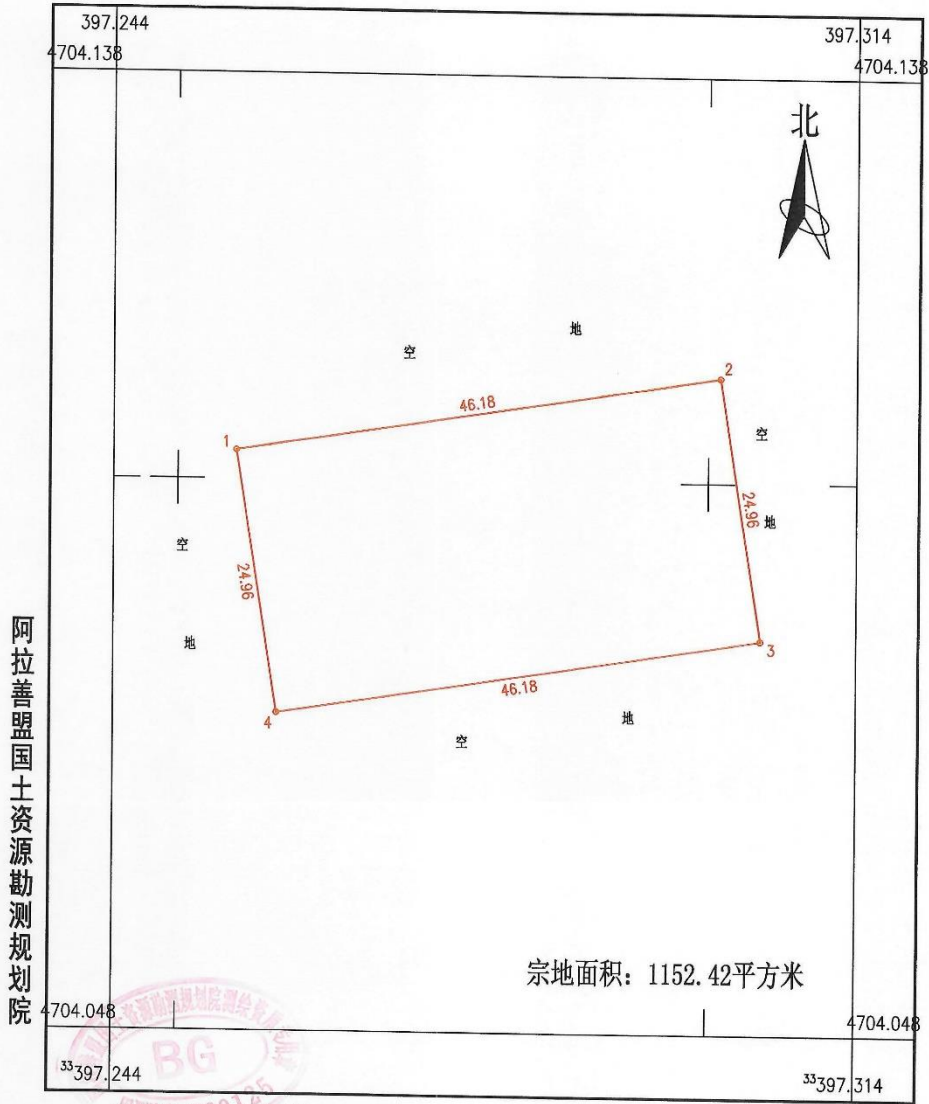 397.244
397.314
4704.138
4704.138
北
地
空
2
46.18
空
1
24.96
地
空
24.96
地
3
46.18
4
地
空
阿拉善盟国土资源勘测规划院
宗地面积：1152.42平方米
4704.048
4704.048
BG
33397.244
33397.314